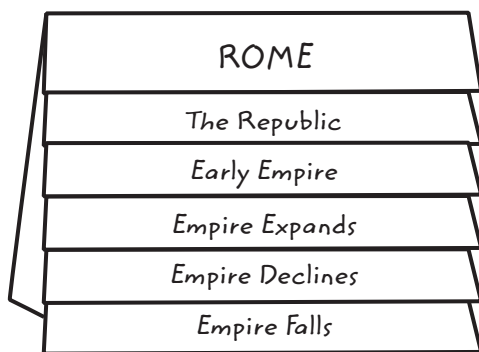 ROME
The Republic
Early Empire
Empire Expands
Empire Declines
Empire Falls